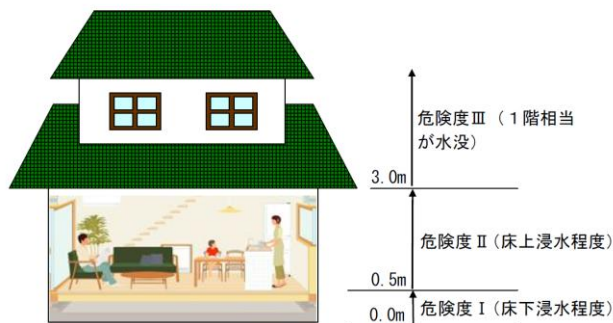 危険度Ⅲ（１階相当
が水没）
3.0m
危険度Ⅱ（床上浸水程度）
0.5m
危険度Ⅰ（床下浸水程度）
0.0m